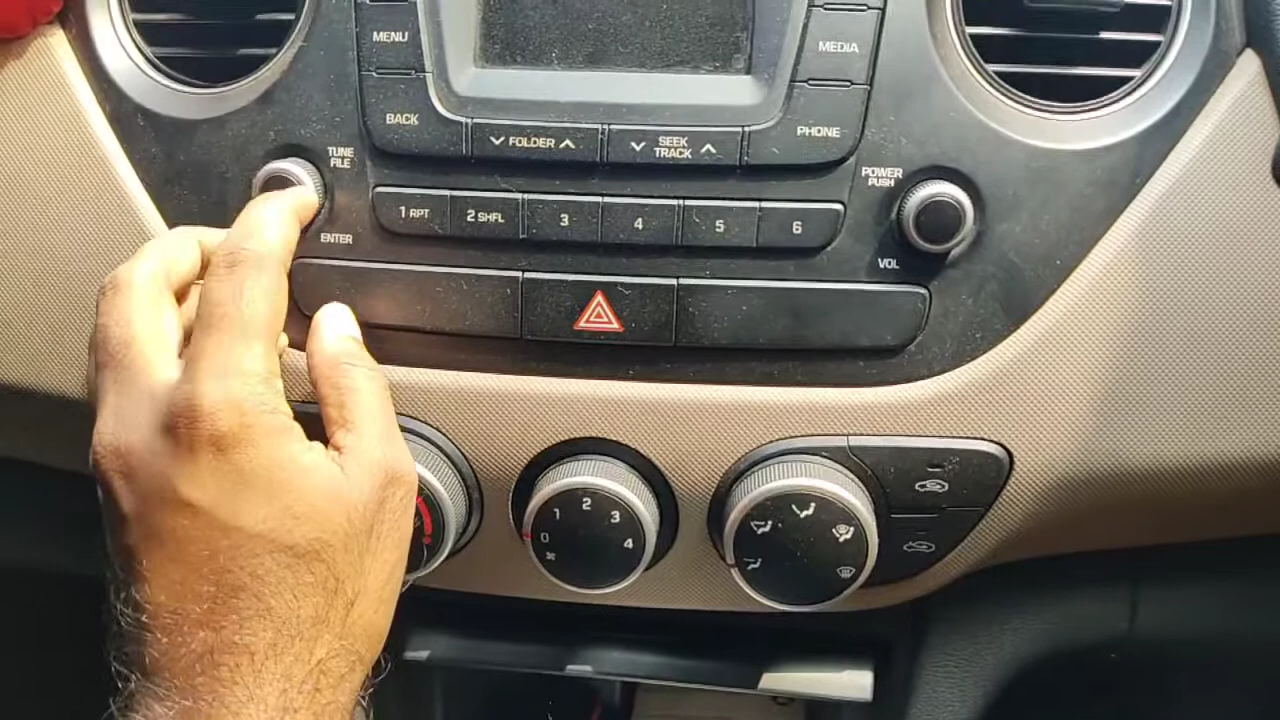 MENU
MEDIA
BACK
FOLDER
SEEK
TRACK
PHONE
TUNE
FILE
POWER
PUSH
1 RPT
2 SHFL
3
4
5
6
ENTER
VOL
0
1
2
3
4